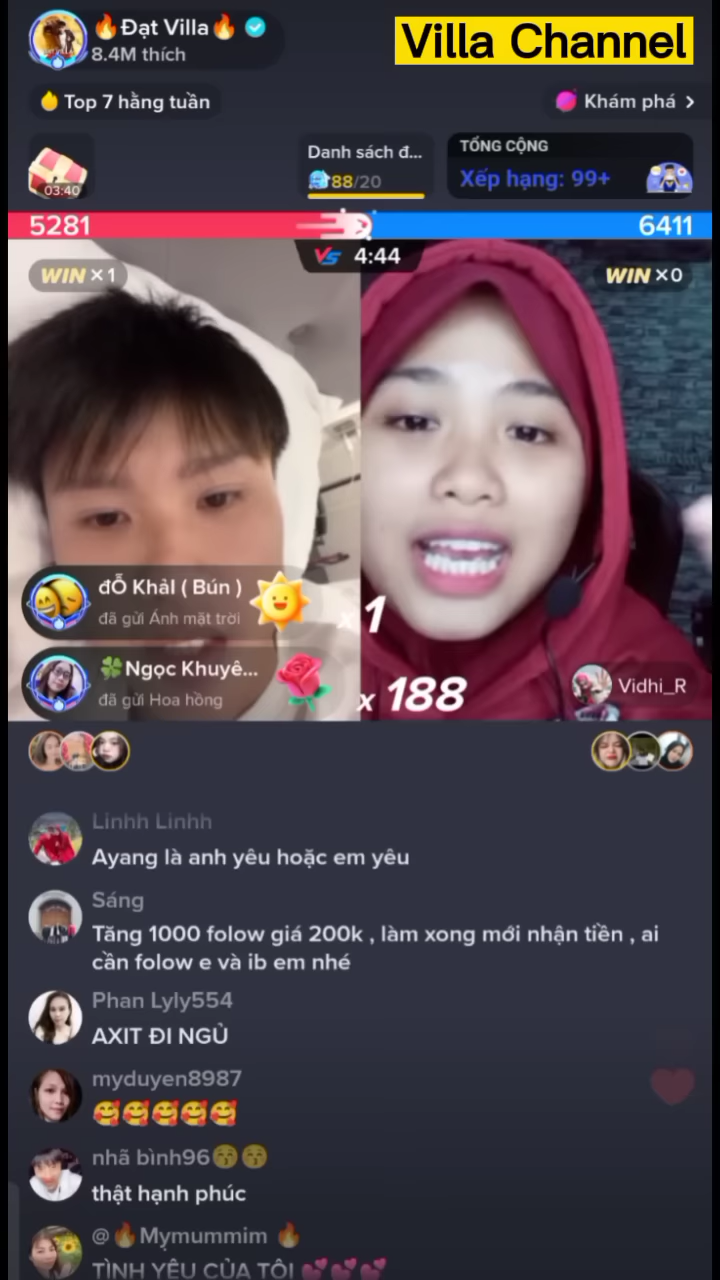 🔥Đạt Villa🔥
8.4M thích
Villa Channel
Top 7 hằng tuần
Khám phá >
03:40
Danh sách đ...
88/20
TỔNG CỘNG
Xếp hạng: 99+
5281
6411
VS 4:44
WIN ×1
WIN ×0
đỖ KhảI ( Bún )
đã gửi Ánh mặt trời
x 1
🍀Ngọc Khuyê...
đã gửi Hoa hồng
x 188
Vidhi_R
Linhh Linhh
Ayang là anh yêu hoặc em yêu
Sáng
Tăng 1000 folow giá 200k , làm xong mới nhận tiền , ai
cần folow e và ib em nhé
Phan Lyly554
AXIT ĐI NGỦ
myduyen8987
🥰🥰🥰🥰🥰
nhã bình96😚😚
thật hạnh phúc
@🔥Mymummim 🔥
TÌNH YÊU CỦA TÔI 💕💕💕